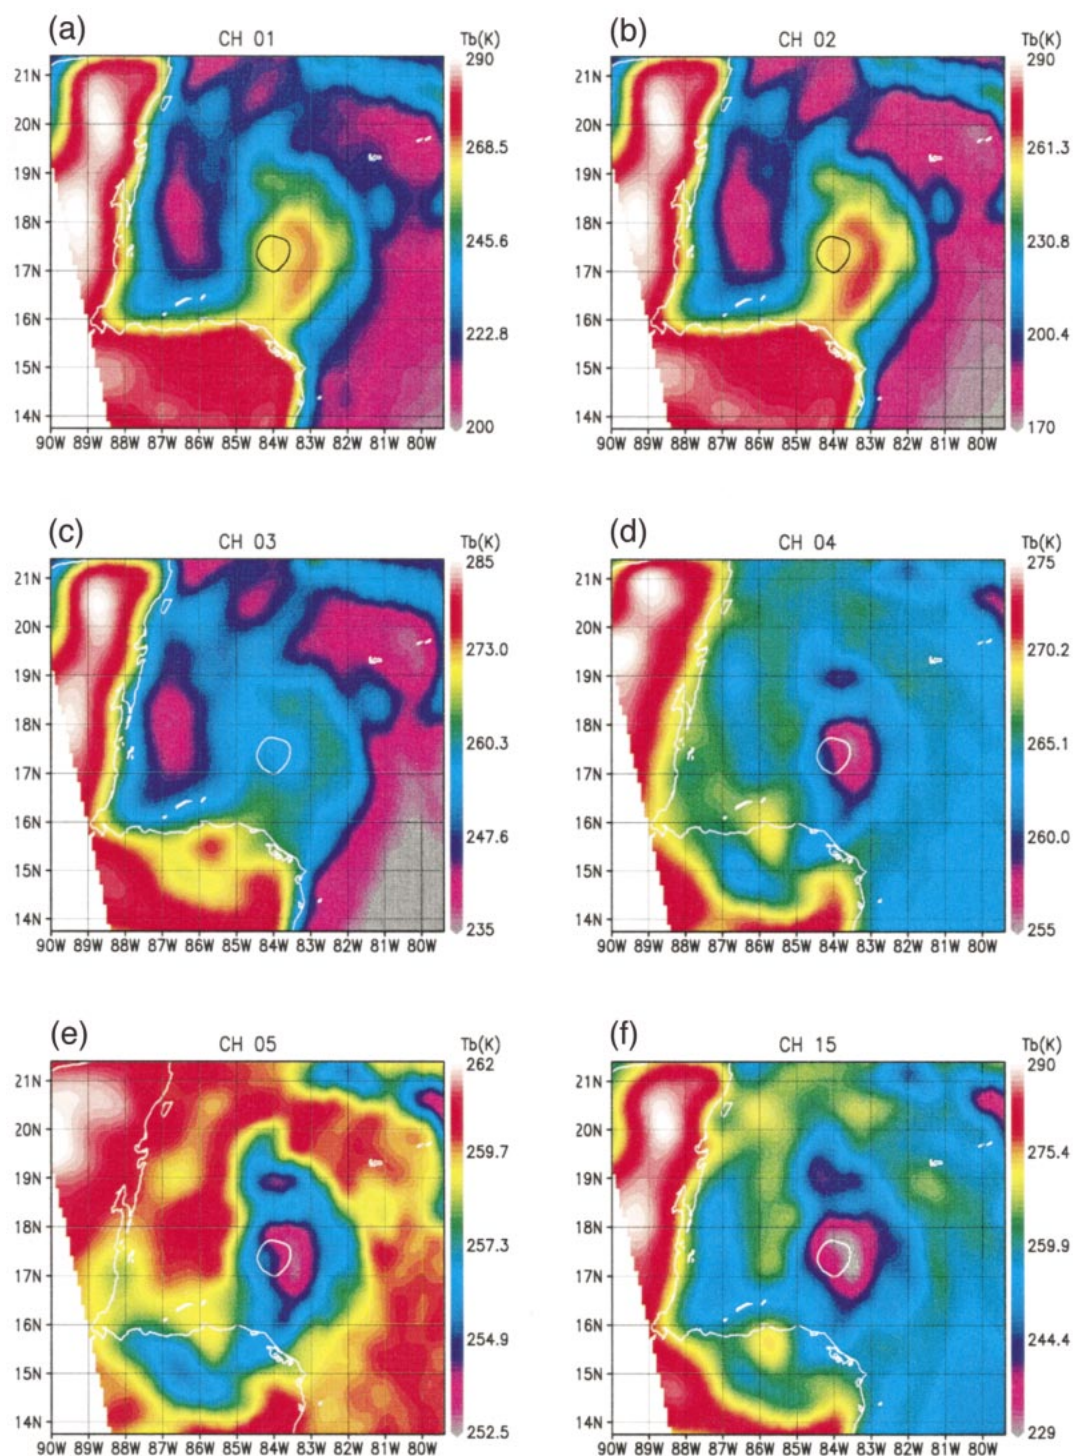 (a) CH 01 Tb(K)
290
268.5
245.6
222.8
200
21N
20N
19N
18N
17N
16N
15N
14N
90W 89W 88W 87W 86W 85W 84W 83W 82W 81W 80W
(b) CH 02 Tb(K)
290
261.3
230.8
200.4
170
21N
20N
19N
18N
17N
16N
15N
14N
90W 89W 88W 87W 86W 85W 84W 83W 82W 81W 80W
(c) CH 03 Tb(K)
285
273.0
260.3
247.6
235
21N
20N
19N
18N
17N
16N
15N
14N
90W 89W 88W 87W 86W 85W 84W 83W 82W 81W 80W
(d) CH 04 Tb(K)
275
270.2
265.1
260.0
255
21N
20N
19N
18N
17N
16N
15N
14N
90W 89W 88W 87W 86W 85W 84W 83W 82W 81W 80W
(e) CH 05 Tb(K)
262
259.7
257.3
254.9
252.5
21N
20N
19N
18N
17N
16N
15N
14N
90W 89W 88W 87W 86W 85W 84W 83W 82W 81W 80W
(f) CH 15 Tb(K)
290
275.4
259.9
244.4
229
21N
20N
19N
18N
17N
16N
15N
14N
90W 89W 88W 87W 86W 85W 84W 83W 82W 81W 80W